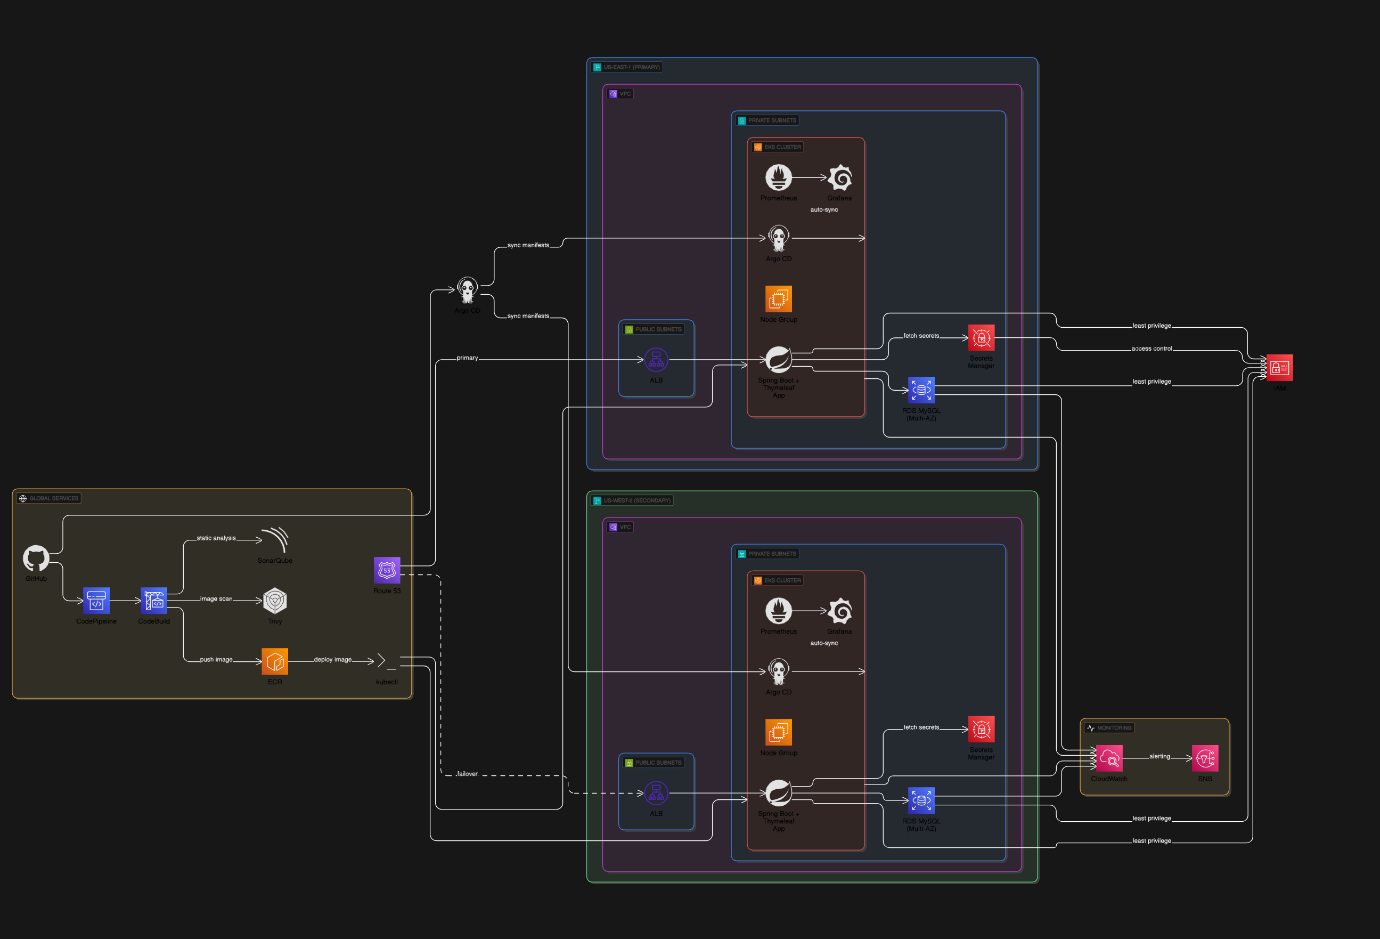 US-EAST-1 (PRIMARY)
VPC
PRIVATE SUBNETS
EKS CLUSTER
Prometheus
Grafana
auto-sync
sync manifests
Argo CD
Argo CD
sync manifests
Node Group
PUBLIC SUBNETS
ALB
primary
Spring Boot +
Thymeleaf
App
fetch secrets
Secrets
Manager
RDS MySQL
(Multi-AZ)
least privilege
access control
least privilege
IAM
GLOBAL SERVICES
GitHub
static analysis
SonarQube
CodePipeline
CodeBuild
image scan
Trivy
push image
ECR
deploy image
kubectl
Route 53
53
failover
US-WEST-2 (SECONDARY)
VPC
PRIVATE SUBNETS
EKS CLUSTER
Prometheus
Grafana
auto-sync
Argo CD
Node Group
PUBLIC SUBNETS
ALB
Spring Boot +
Thymeleaf
App
fetch secrets
Secrets
Manager
RDS MySQL
(Multi-AZ)
least privilege
least privilege
MONITORING
CloudWatch
alerting
SNS